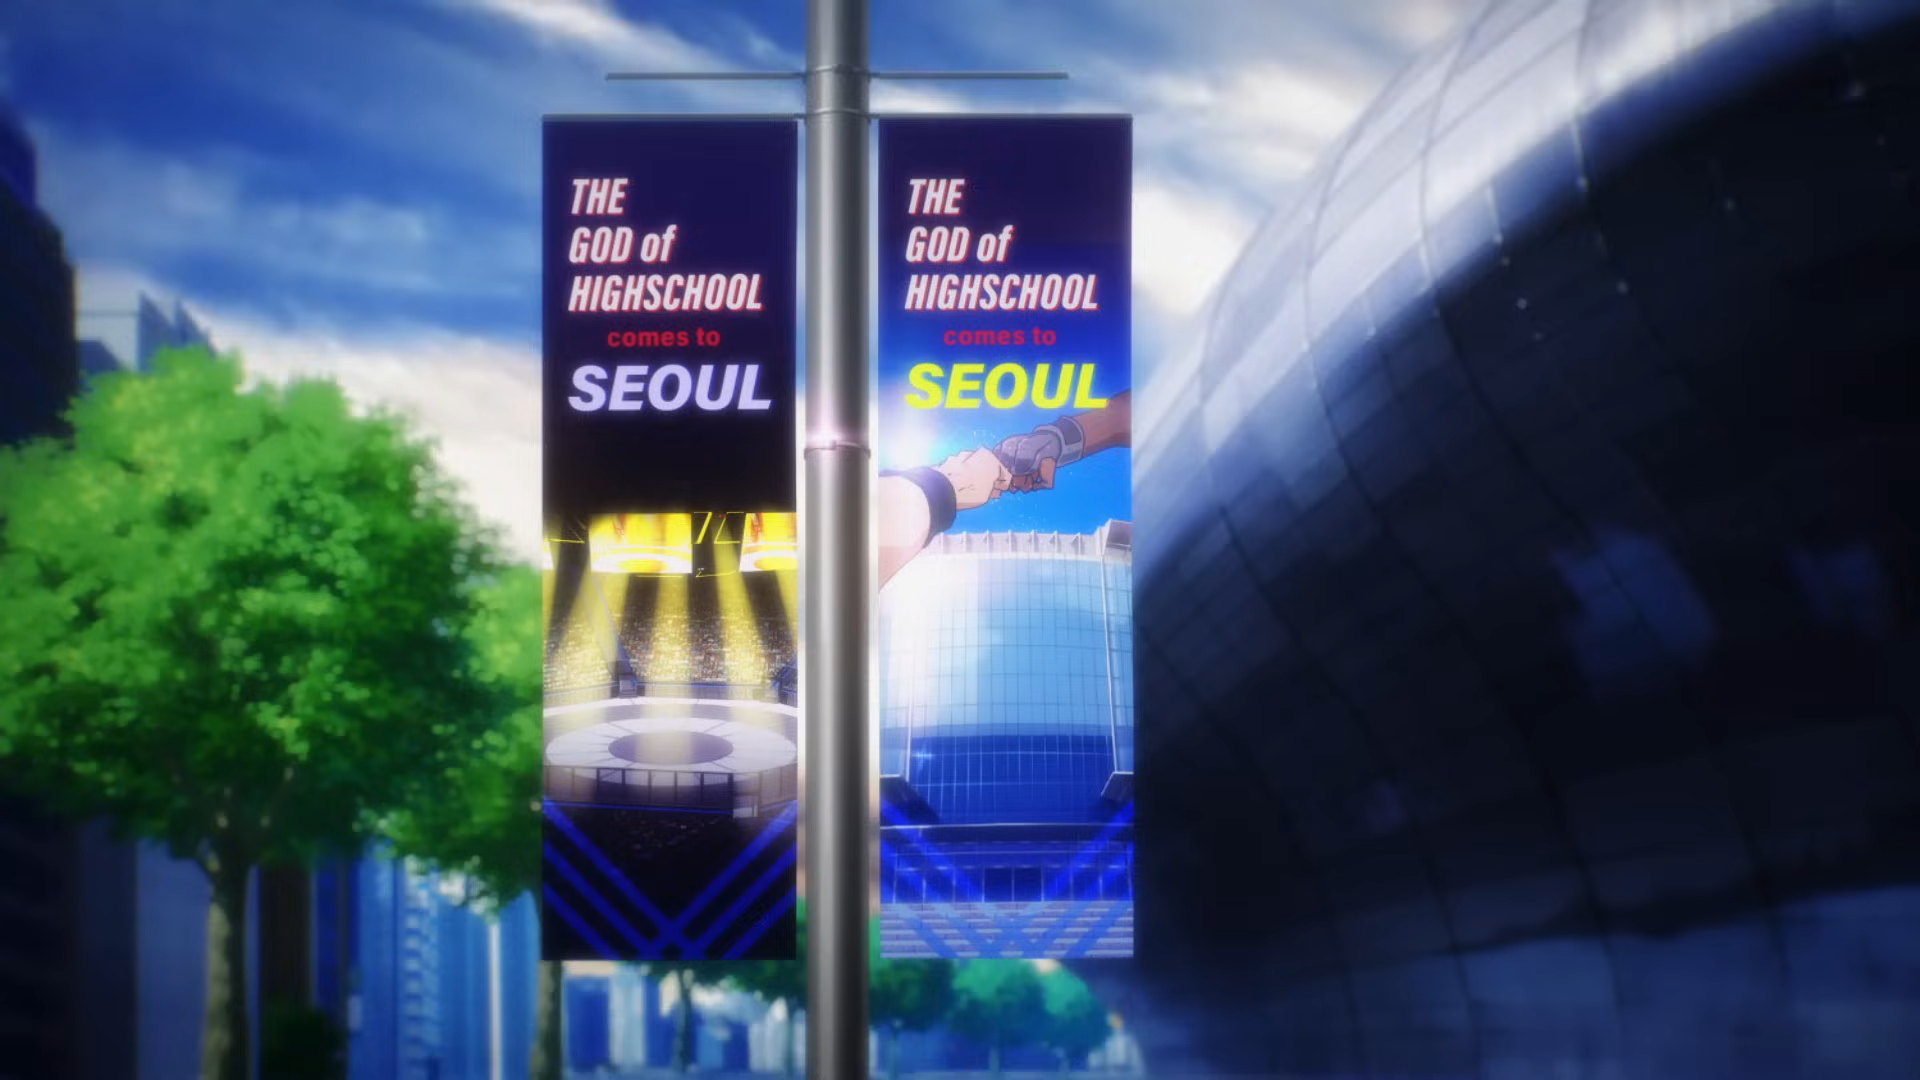 THE
GOD of
HIGHSCHOOL
comes to
SEOUL
THE
GOD of
HIGHSCHOOL
comes to
SEOUL